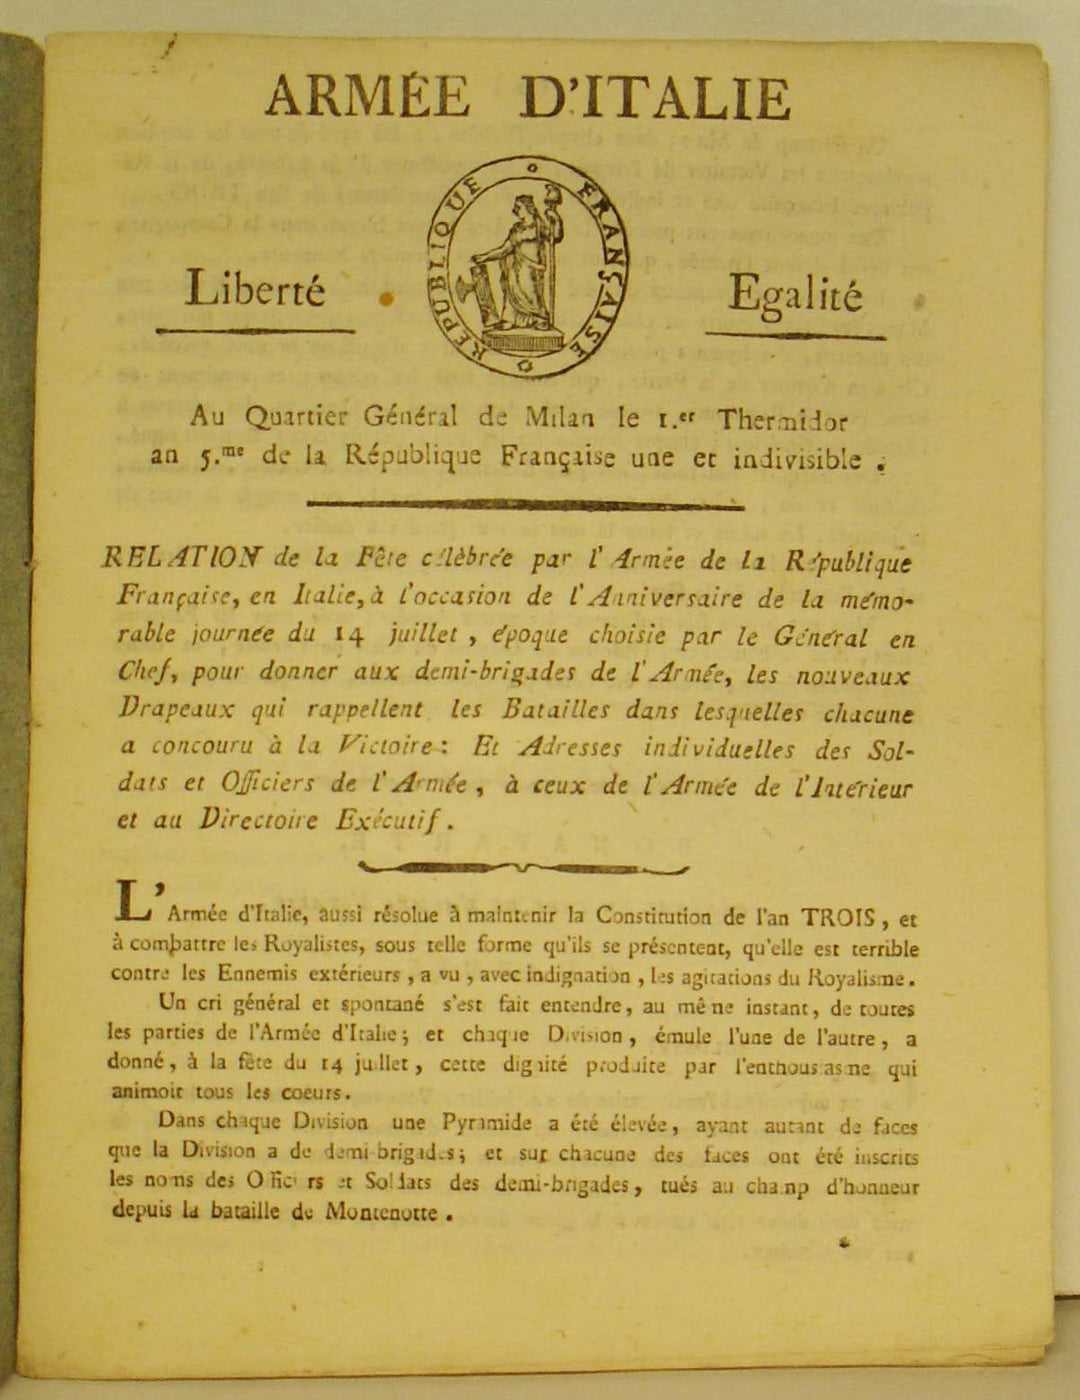 ARMÉE D'ITALIE
RÉPUBLIQUE FRANÇAISE
Liberté Egalité
Au Quartier Général de Milan le 1.er Thermidor
an 5.me de la République Française une et indivisible .
RELATION de la Fête célèbrée par l'Armée de la République
Française, en Italie, à l'occasion de l'Anniversaire de la mémo-
rable journée du 14 juillet , époque choisie par le Général en
Chef, pour donner aux demi-brigades de l'Armée, les nouveaux
Drapeaux qui rappellent les Batailles dans lesquelles chacune
a concouru à la Victoire : Et Adresses individuelles des Sol-
dats et Officiers de l'Armée , à ceux de l'Armée de l'Intérieur
et au Directoire Exécutif .
L'Armée d'Italie, aussi résolue à maintenir la Constitution de l'an TROIS , et
à combattre les Royalistes, sous telle forme qu'ils se présentent, qu'elle est terrible
contre les Ennemis extérieurs , a vu , avec indignation , les agitations du Royalisme .
Un cri général et spontané s'est fait entendre, au même instant, de toutes
les parties de l'Armée d'Italie ; et chaque Division , émule l'une de l'autre , a
donné , à la fête du 14 juillet , cette dignité produite par l'enthousiasme qui
animoit tous les coeurs .
Dans chaque Division une Pyramide a été élevée , ayant autant de faces
que la Division a de demi-brigades ; et sur chacune des faces ont été inscrits
les noms des Officiers et Soldats des demi-brigades , tués au champ d'honneur
depuis la bataille de Montenotte .